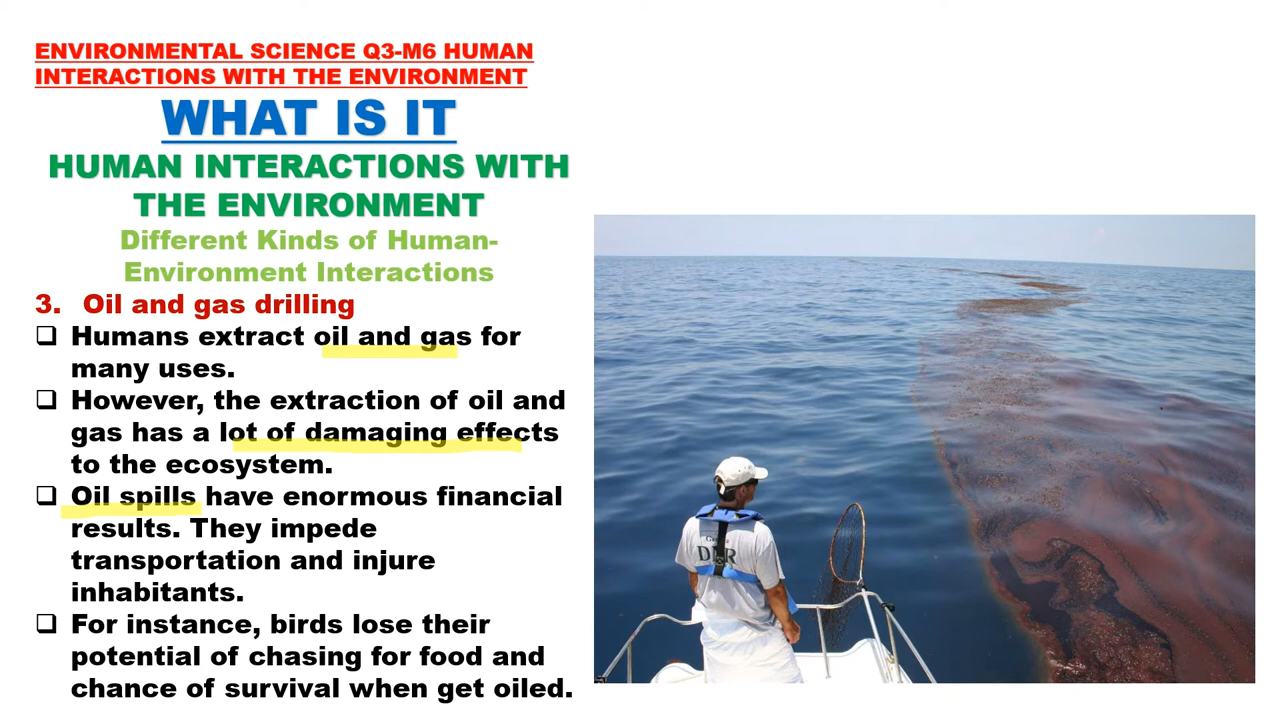 ENVIRONMENTAL SCIENCE Q3-M6 HUMAN
INTERACTIONS WITH THE ENVIRONMENT
WHAT IS IT
HUMAN INTERACTIONS WITH
THE ENVIRONMENT
Different Kinds of Human-
Environment Interactions
3. Oil and gas drilling
❑ Humans extract oil and gas for
many uses.
❑ However, the extraction of oil and
gas has a lot of damaging effects
to the ecosystem.
❑ Oil spills have enormous financial
results. They impede
transportation and injure
inhabitants.
❑ For instance, birds lose their
potential of chasing for food and
chance of survival when get oiled.